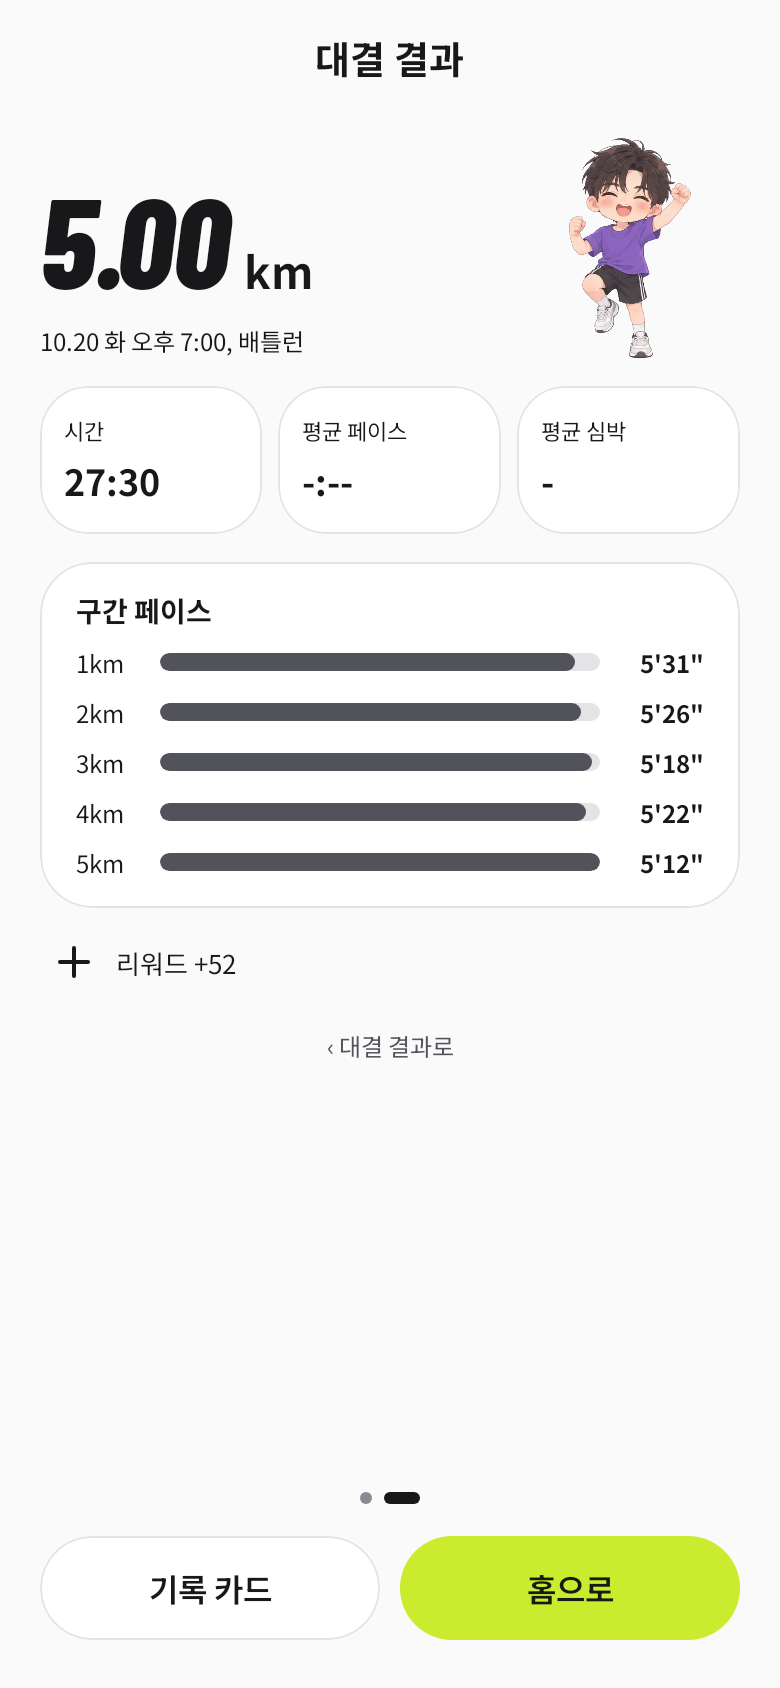 대결 결과
5.00 km
10.20 화 오후 7:00, 배틀런
시간
27:30
평균 페이스
-:--
평균 심박
-
구간 페이스
1km 5'31"
2km 5'26"
3km 5'18"
4km 5'22"
5km 5'12"
리워드 +52
‹ 대결 결과로
기록 카드
홈으로